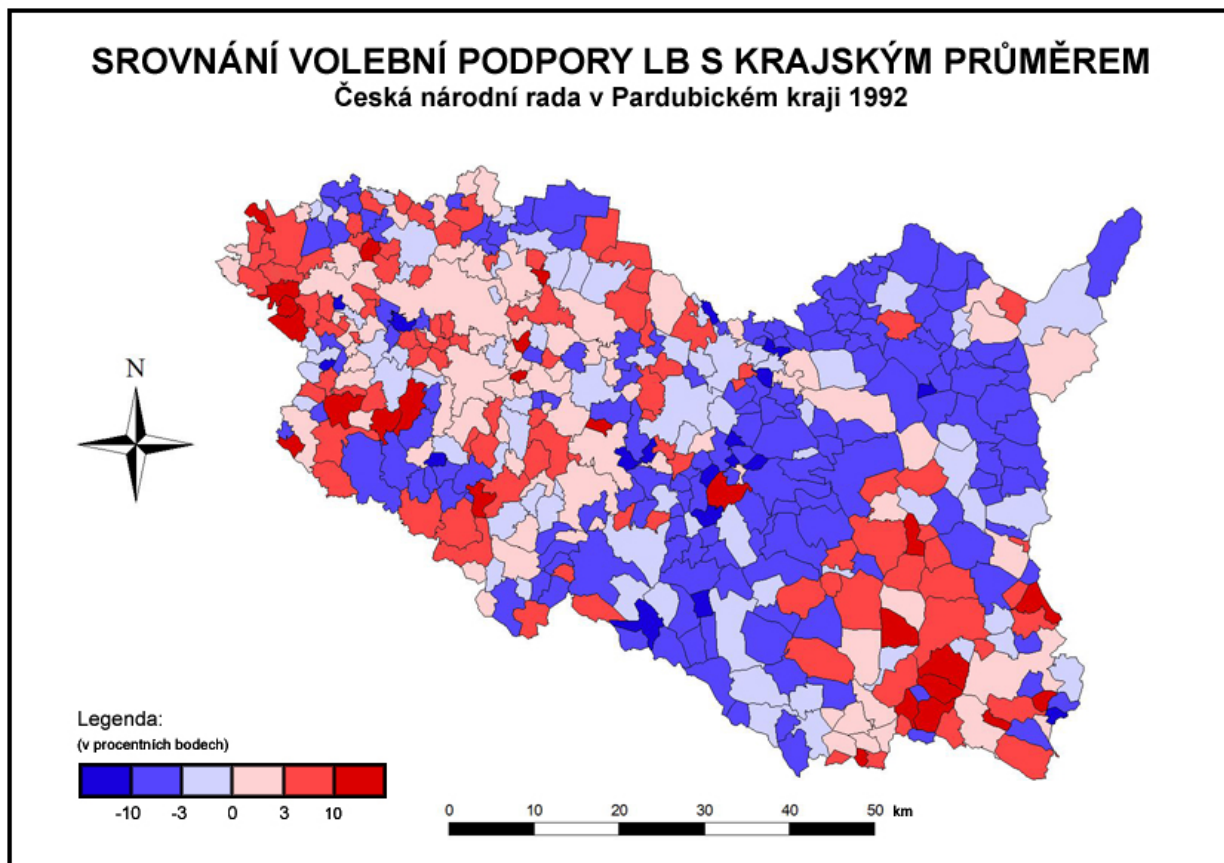 SROVNÁNÍ VOLEBNÍ PODPORY LB S KRAJSKÝM PRŮMĚREM
Česká národní rada v Pardubickém kraji 1992
N
Legenda:
(v procentních bodech)
-10 -3 0 3 10
0 10 20 30 40 50 km